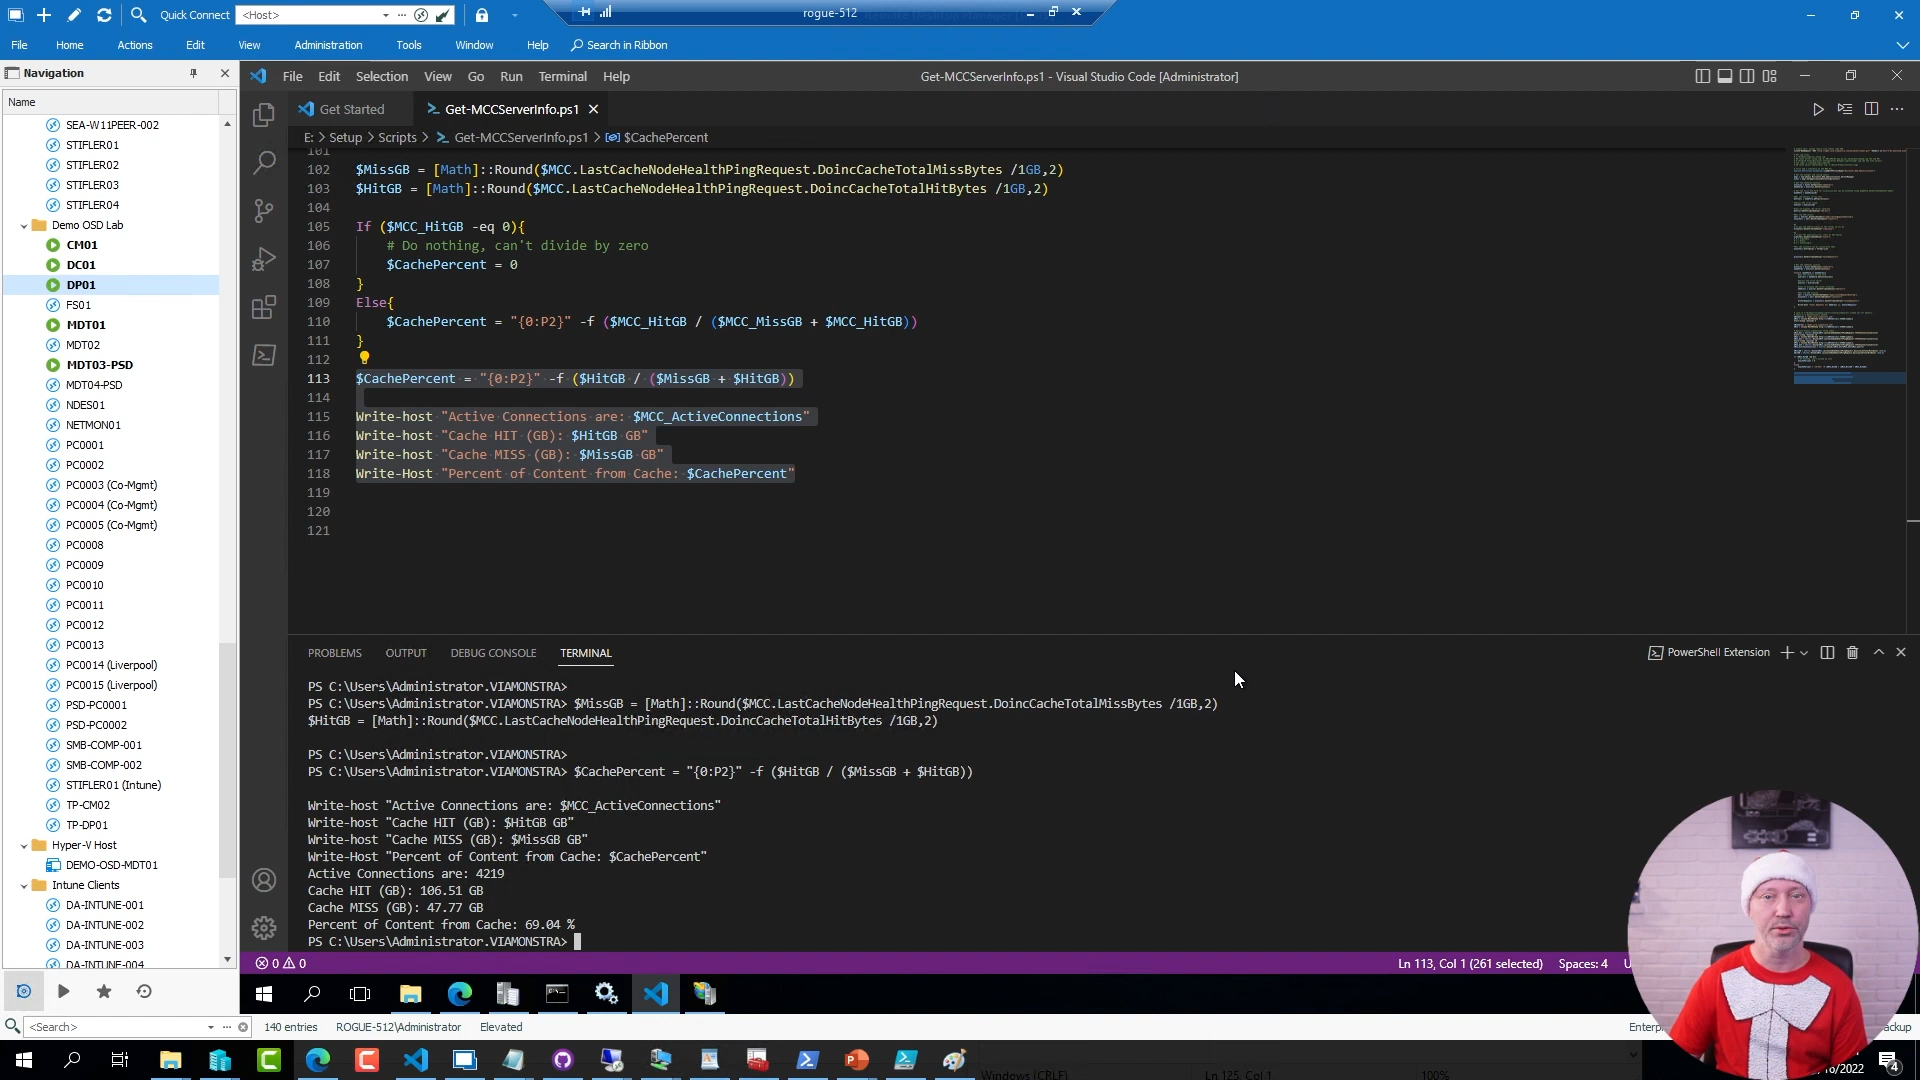 Quick Connect
<Host>
rogue-512
File
Home
Actions
Edit
View
Administration
Tools
Window
Help
Search in Ribbon
Navigation
Name
SEA-W11PEER-002
STIFLER01
STIFLER02
STIFLER03
STIFLER04
Demo OSD Lab
CM01
DC01
DP01
FS01
MDT01
MDT02
MDT03-PSD
MDT04-PSD
NDES01
NETMON01
PC0001
PC0002
PC0003 (Co-Mgmt)
PC0004 (Co-Mgmt)
PC0005 (Co-Mgmt)
PC0008
PC0009
PC0010
PC0011
PC0012
PC0013
PC0014 (Liverpool)
PC0015 (Liverpool)
PSD-PC0001
PSD-PC0002
SMB-COMP-001
SMB-COMP-002
STIFLER01 (Intune)
TP-CM02
TP-DP01
Hyper-V Host
DEMO-OSD-MDT01
Intune Clients
DA-INTUNE-001
DA-INTUNE-002
DA-INTUNE-003
DA-INTUNE-004
File Edit Selection View Go Run Terminal Help
Get-MCCServerInfo.ps1 - Visual Studio Code [Administrator]
Get Started
Get-MCCServerInfo.ps1
E: > Setup > Scripts > Get-MCCServerInfo.ps1 > $CachePercent
101
102 $MissGB = [Math]::Round($MCC.LastCacheNodeHealthPingRequest.DoincCacheTotalMissBytes /1GB,2)
103 $HitGB = [Math]::Round($MCC.LastCacheNodeHealthPingRequest.DoincCacheTotalHitBytes /1GB,2)
104
105 If ($MCC_HitGB -eq 0){
106 # Do nothing, can't divide by zero
107 $CachePercent = 0
108 }
109 Else{
110 $CachePercent = "{0:P2}" -f ($MCC_HitGB / ($MCC_MissGB + $MCC_HitGB))
111 }
112
113 $CachePercent = "{0:P2}" -f ($HitGB / ($MissGB + $HitGB))
114
115 Write-host "Active Connections are: $MCC_ActiveConnections"
116 Write-host "Cache HIT (GB): $HitGB GB"
117 Write-host "Cache MISS (GB): $MissGB GB"
118 Write-Host "Percent of Content from Cache: $CachePercent"
119
120
121
PROBLEMS OUTPUT DEBUG CONSOLE TERMINAL
PowerShell Extension
PS C:\Users\Administrator.VIAMONSTRA>
PS C:\Users\Administrator.VIAMONSTRA> $MissGB = [Math]::Round($MCC.LastCacheNodeHealthPingRequest.DoincCacheTotalMissBytes /1GB,2)
$HitGB = [Math]::Round($MCC.LastCacheNodeHealthPingRequest.DoincCacheTotalHitBytes /1GB,2)
PS C:\Users\Administrator.VIAMONSTRA>
PS C:\Users\Administrator.VIAMONSTRA> $CachePercent = "{0:P2}" -f ($HitGB / ($MissGB + $HitGB))
Write-host "Active Connections are: $MCC_ActiveConnections"
Write-host "Cache HIT (GB): $HitGB GB"
Write-host "Cache MISS (GB): $MissGB GB"
Write-Host "Percent of Content from Cache: $CachePercent"
Active Connections are: 4219
Cache HIT (GB): 106.51 GB
Cache MISS (GB): 47.77 GB
Percent of Content from Cache: 69.04 %
PS C:\Users\Administrator.VIAMONSTRA>
0 0
Ln 113, Col 1 (261 selected)
Spaces: 4
<Search>
140 entries
ROGUE-512\Administrator
Elevated
Windows (CRLF)
Ln 125, Col 1
100%
4